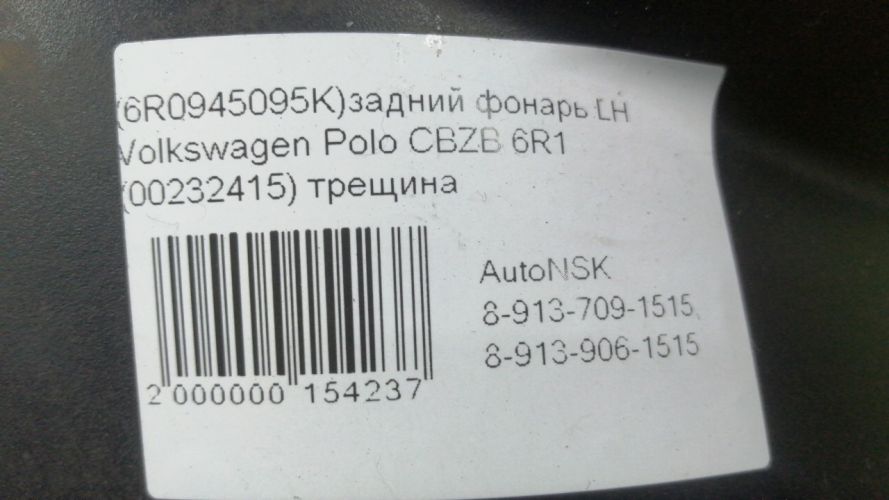 (6R0945095K)задний фонарь LH
Volkswagen Polo CBZB 6R1
(00232415) трещина
AutoNSK
8-913-709-1515,
8-913-906-1515
2 000000 154237